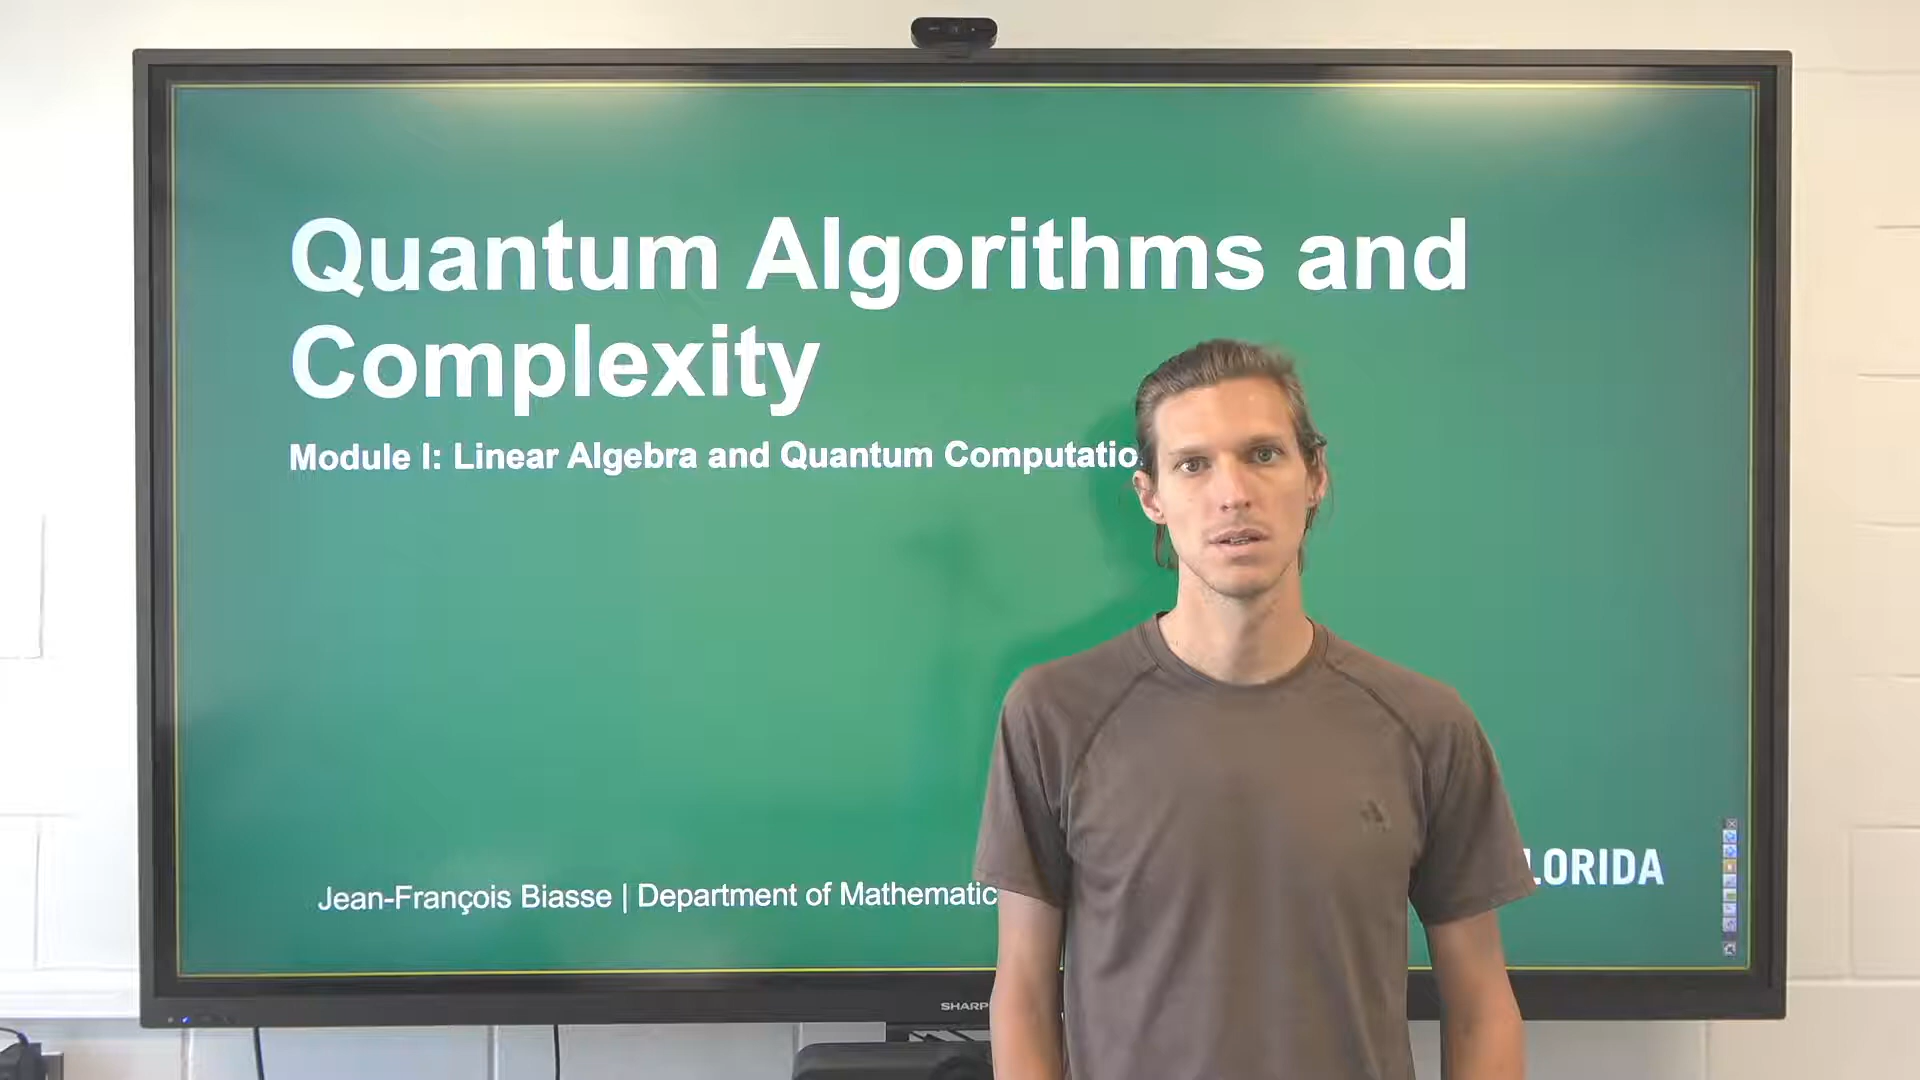 Quantum Algorithms and
Complexity
Module I: Linear Algebra and Quantum Computatio
Jean-François Biasse | Department of Mathematic
LORIDA
SHARP